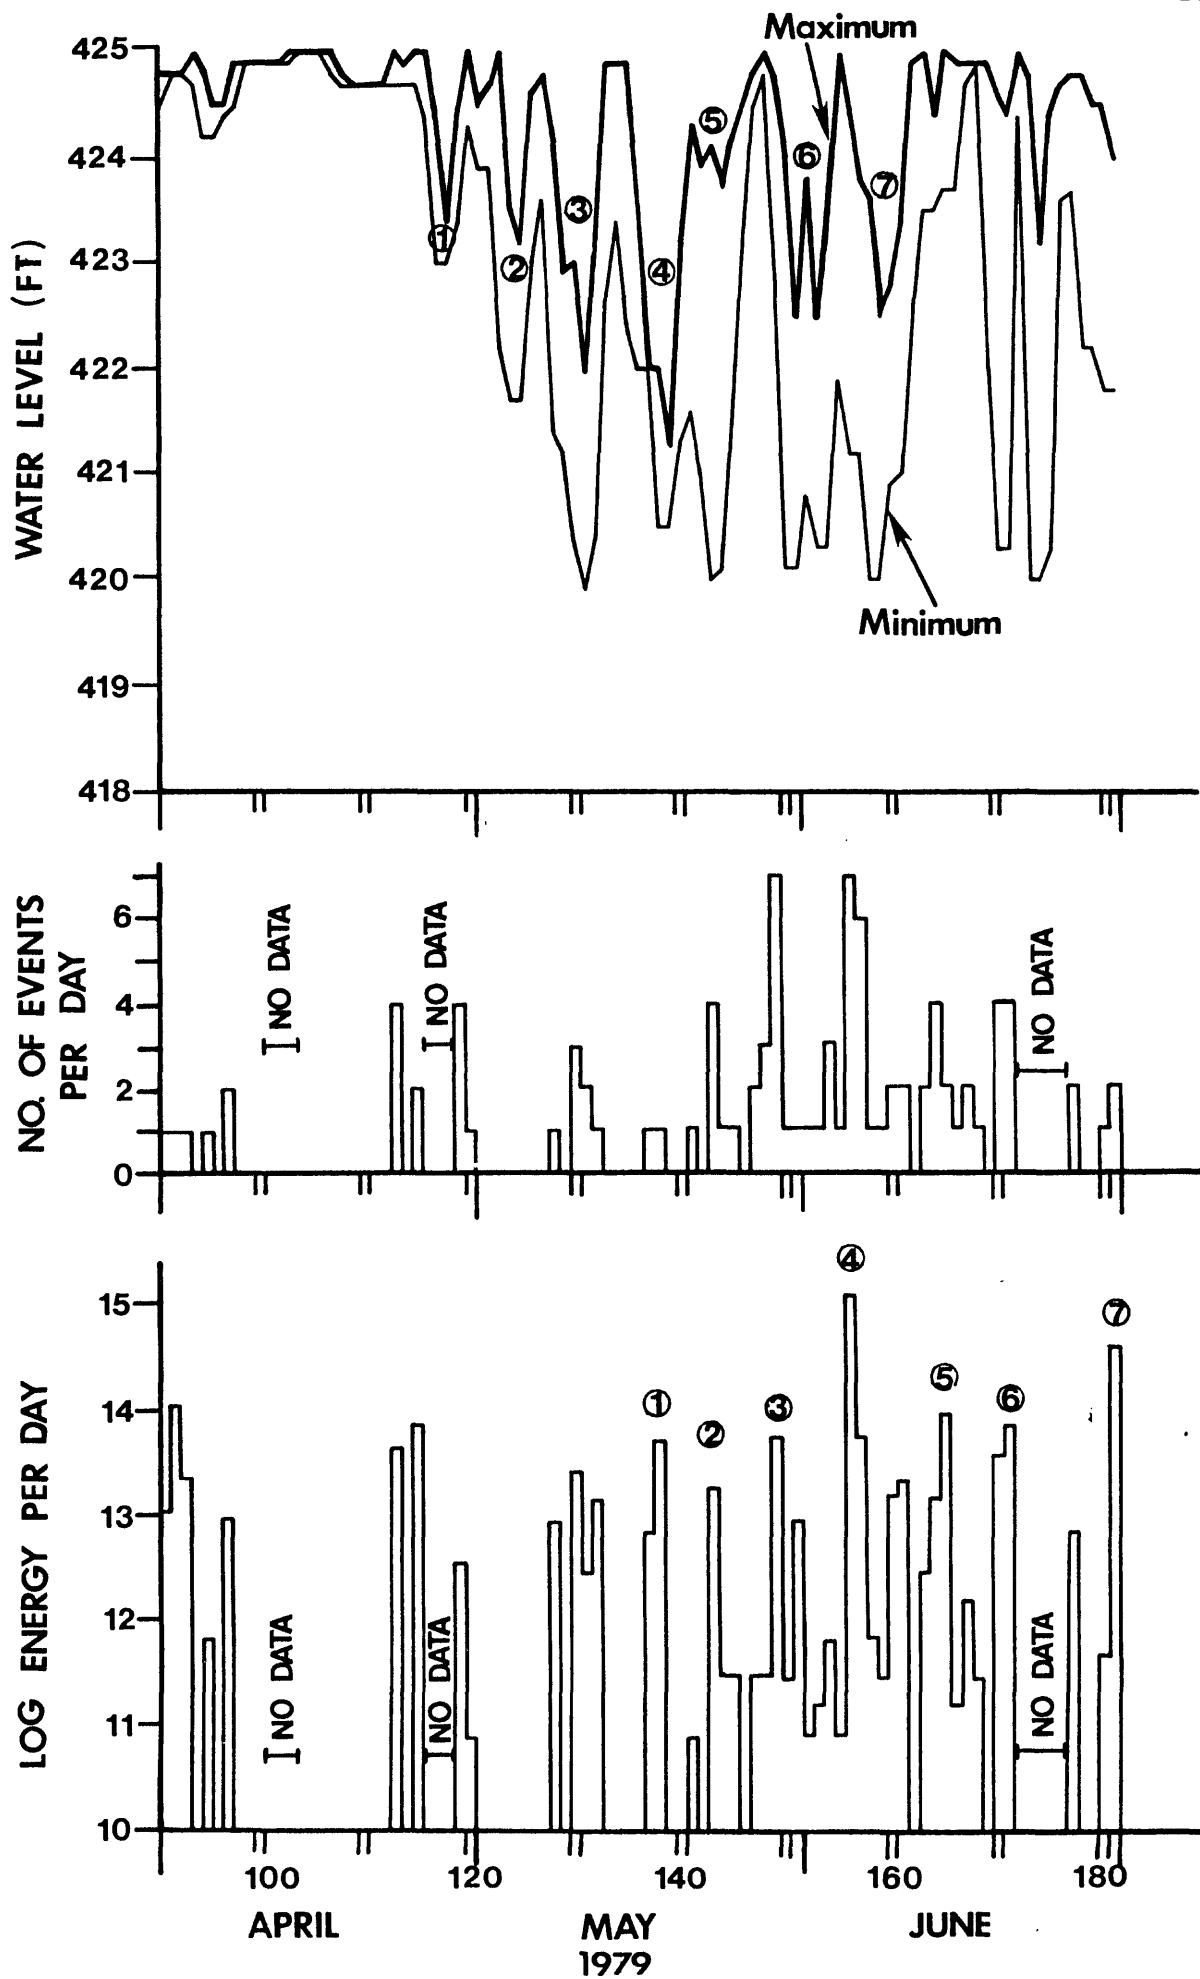 Maximum
425
424
423
422
421
420
419
418
WATER LEVEL (FT)
①
②
③
④
⑤
⑥
⑦
Minimum
NO. OF EVENTS
PER DAY
6
4
2
0
NO DATA
NO DATA
NO DATA
LOG ENERGY PER DAY
15
14
13
12
11
10
①
②
③
④
⑤
⑥
⑦
NO DATA
NO DATA
NO DATA
100
120
140
160
180
APRIL
MAY
JUNE
1979